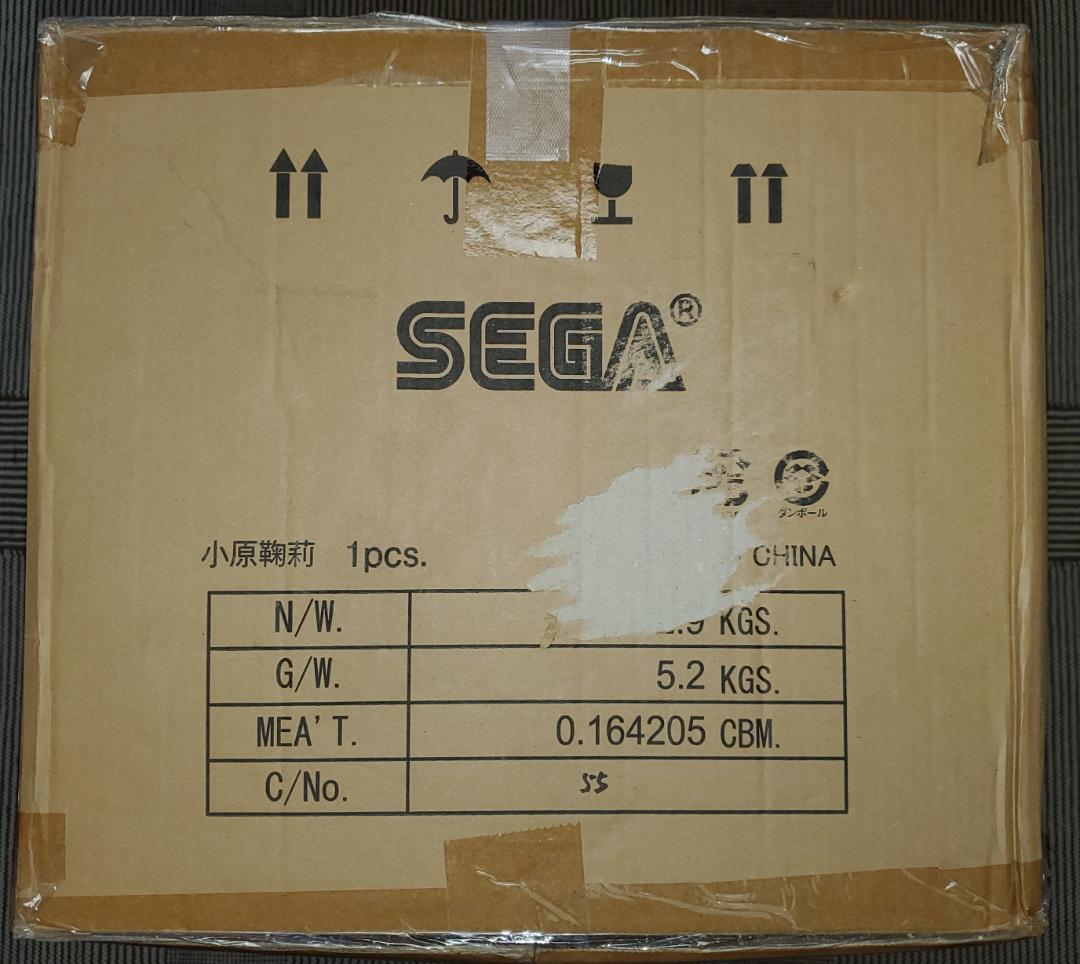 SEGA®
ダンボール
小原鞠莉 1pcs. CHINA
N/W. .9 KGS.
G/W. 5.2 KGS.
MEA'T. 0.164205 CBM.
C/No. 55